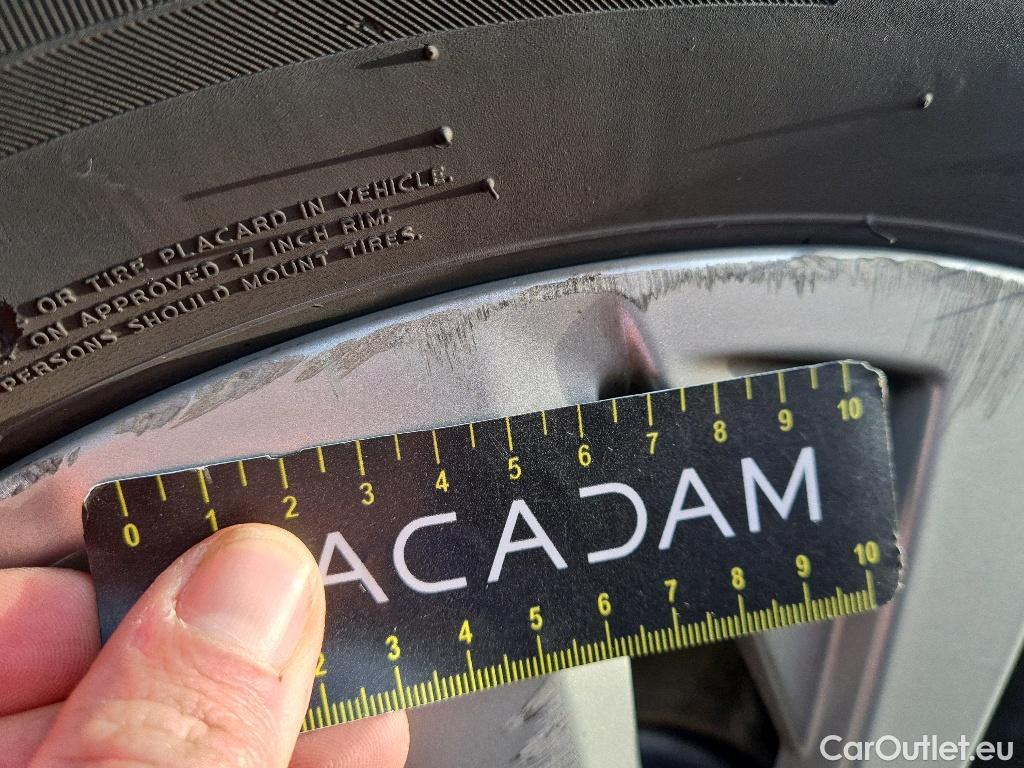 OR TIRE PLACARD IN VEHICLE.
ON APPROVED 17 INCH RIM.
PERSONS SHOULD MOUNT TIRES.
0 1 2 3 4 5 6 7 8 9 10
ACADAM
2 3 4 5 6 7 8 9 10
CarOutlet.eu